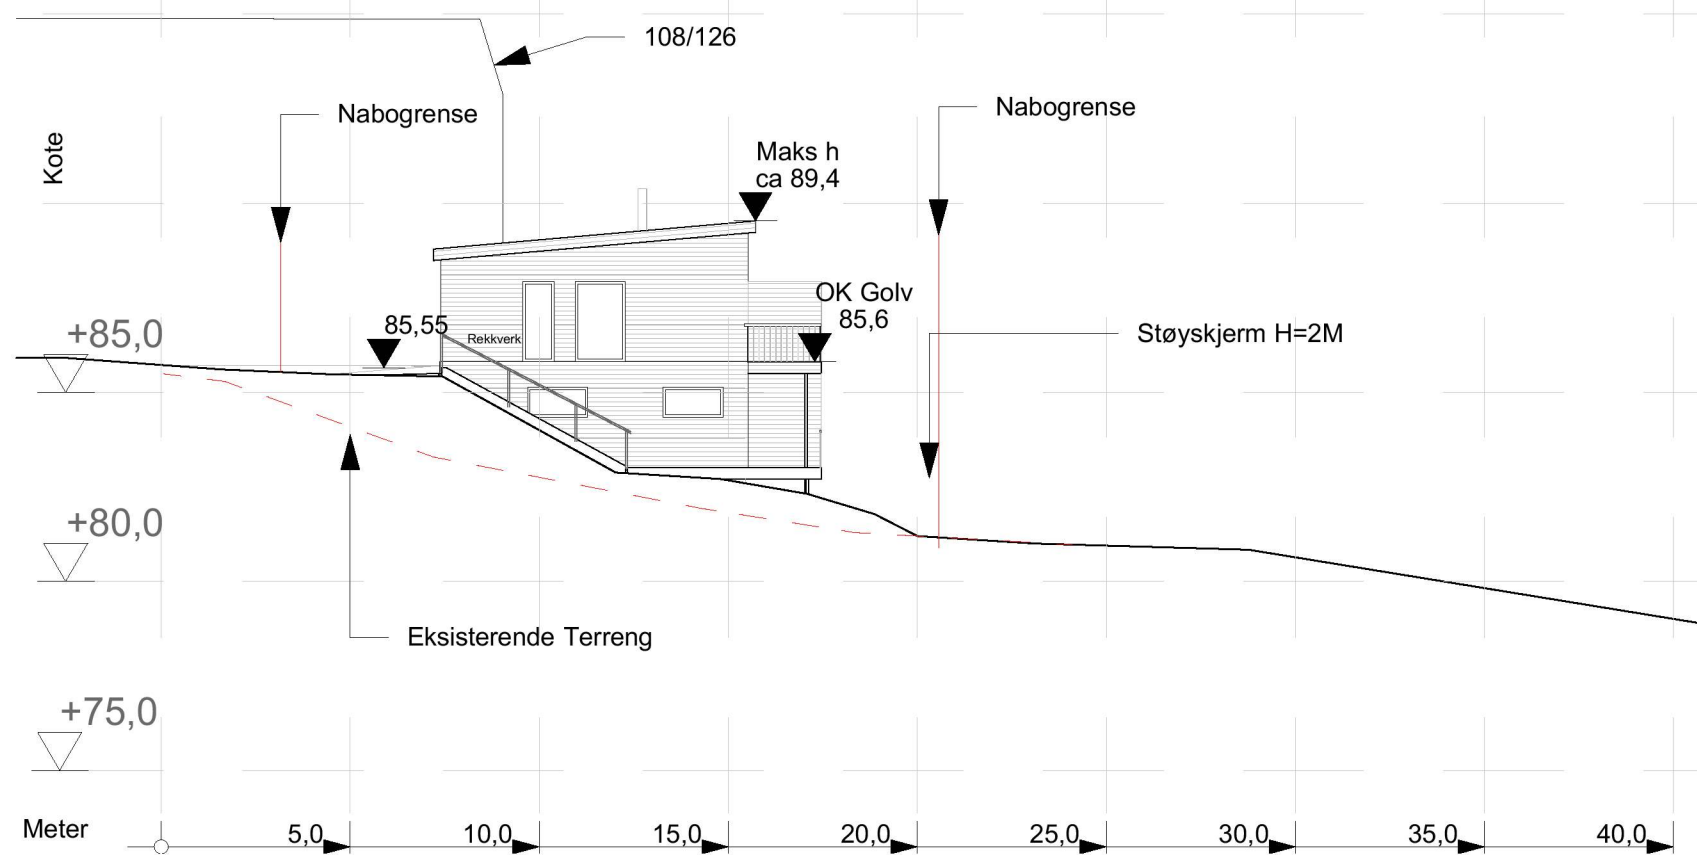 108/126
Nabogrense
Nabogrense
Kote
Maks h
ca 89,4
OK Golv
85,6
+85,0
85,55
Rekkverk
Støyskjerm H=2M
+80,0
Eksisterende Terreng
+75,0
Meter
5,0
10,0
15,0
20,0
25,0
30,0
35,0
40,0